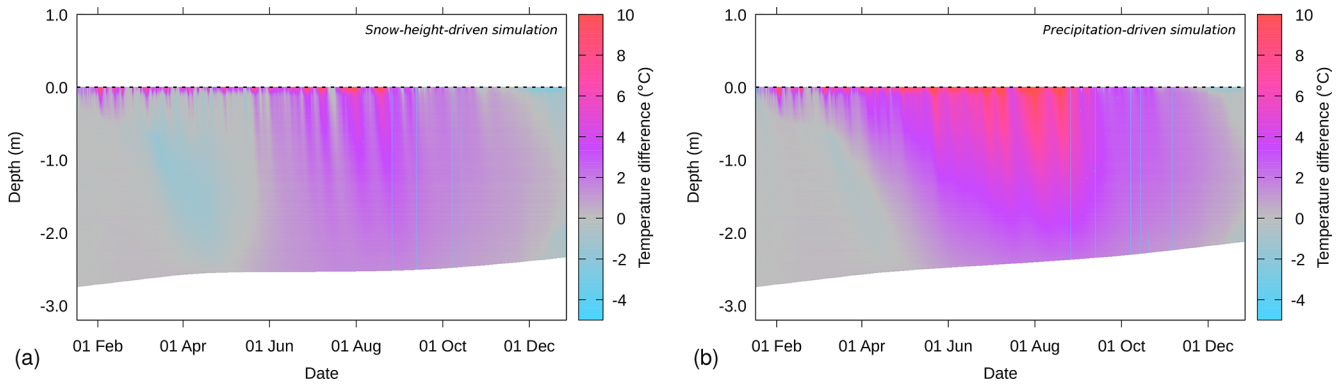 Snow-height-driven simulation
1.0
0.0
-1.0
-2.0
-3.0
Depth (m)
01 Feb
01 Apr
01 Jun
01 Aug
01 Oct
01 Dec
Date
(a)
10
8
6
4
2
0
-2
-4
Temperature difference (°C)
Precipitation-driven simulation
1.0
0.0
-1.0
-2.0
-3.0
Depth (m)
01 Feb
01 Apr
01 Jun
01 Aug
01 Oct
01 Dec
Date
(b)
10
8
6
4
2
0
-2
-4
Temperature difference (°C)